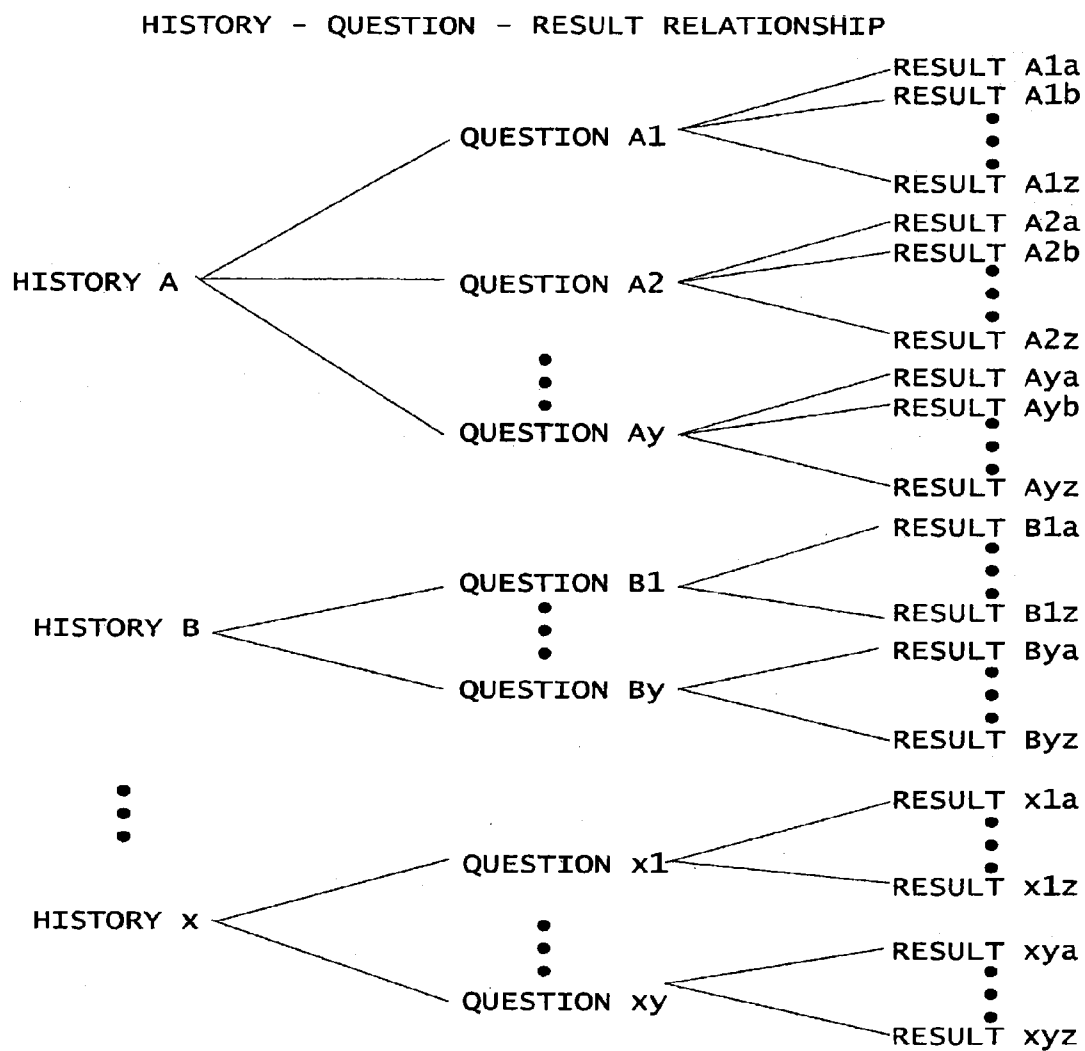 HISTORY - QUESTION - RESULT RELATIONSHIP
HISTORY A
QUESTION A1
RESULT A1a
RESULT A1b
RESULT A1z
QUESTION A2
RESULT A2a
RESULT A2b
RESULT A2z
QUESTION Ay
RESULT Aya
RESULT Ayb
RESULT Ayz
HISTORY B
QUESTION B1
RESULT B1a
RESULT B1z
QUESTION By
RESULT Bya
RESULT Byz
HISTORY x
QUESTION x1
RESULT x1a
RESULT x1z
QUESTION xy
RESULT xya
RESULT xyz